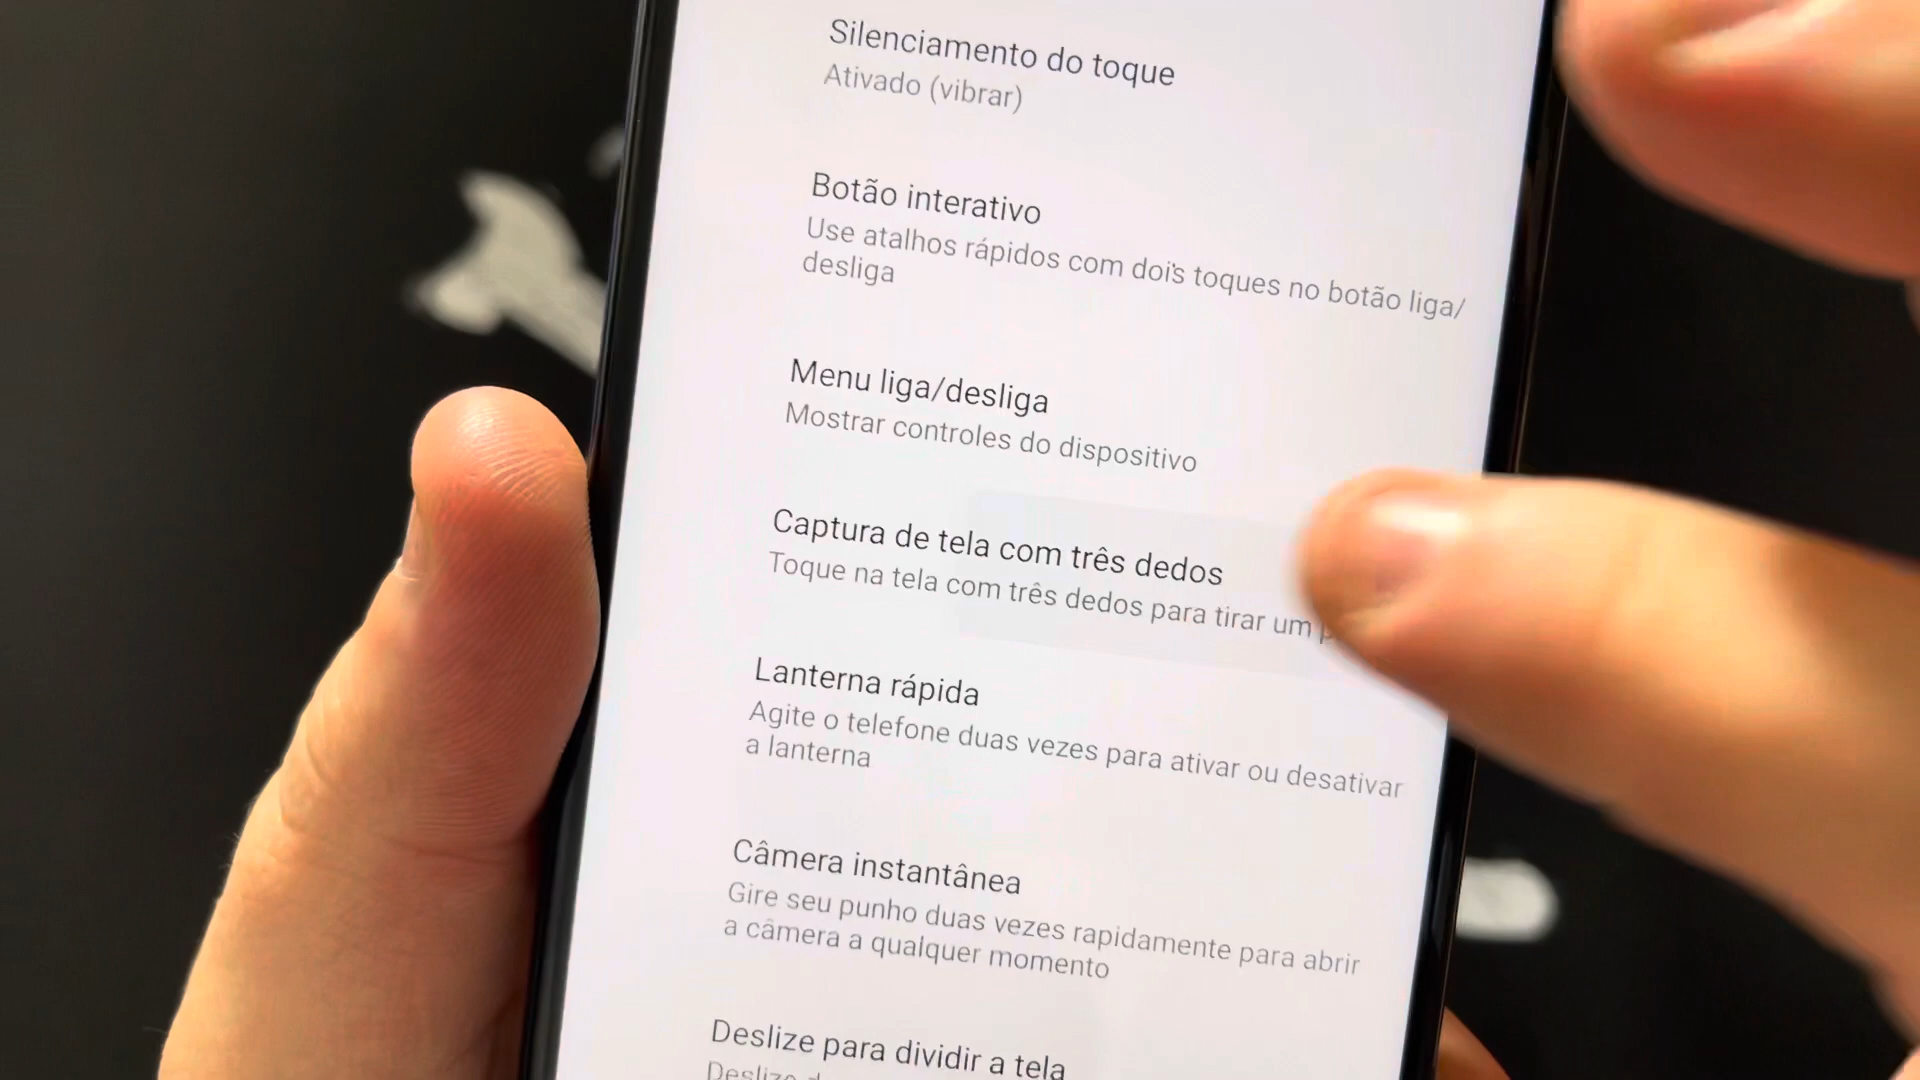 Silenciamento do toque
Ativado (vibrar)
Botão interativo
Use atalhos rápidos com dois toques no botão liga/
desliga
Menu liga/desliga
Mostrar controles do dispositivo
Captura de tela com três dedos
Toque na tela com três dedos para tirar um
Lanterna rápida
Agite o telefone duas vezes para ativar ou desativar
a lanterna
Câmera instantânea
Gire seu punho duas vezes rapidamente para abrir
a câmera a qualquer momento
Deslize para dividir a tela
Deslize